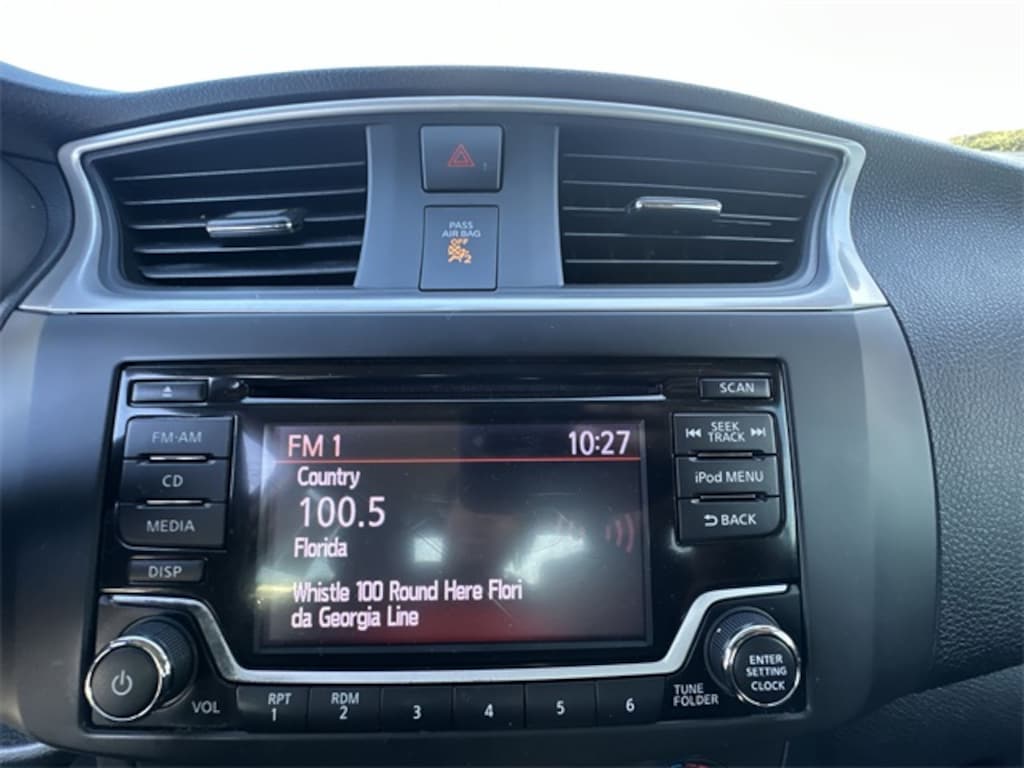 PASS
AIR BAG
OFF
2
SCAN
FM·AM
CD
MEDIA
DISP
FM 1 10:27
Country
100.5
Florida
Whistle 100 Round Here Flori
da Georgia Line
SEEK
TRACK
iPod MENU
BACK
VOL
RPT
1
RDM
2
3
4
5
6
TUNE
FOLDER
ENTER
SETTING
CLOCK